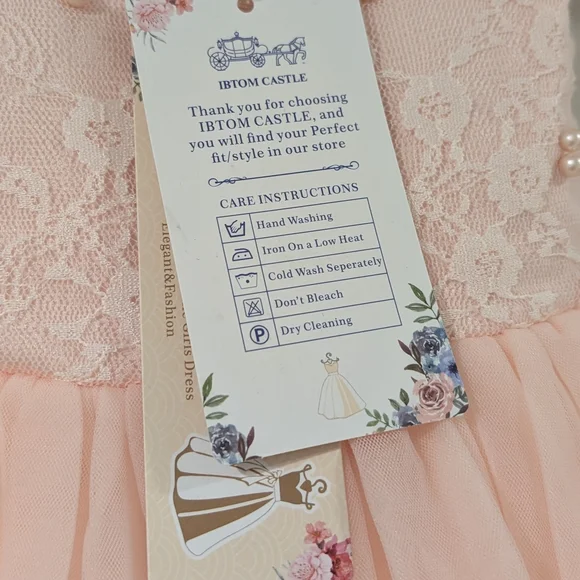 IBTOM CASTLE
Thank you for choosing
IBTOM CASTLE, and
you will find your Perfect
fit/style in our store
CARE INSTRUCTIONS
Hand Washing
Iron On a Low Heat
Cold Wash Seperately
Don't Bleach
P Dry Cleaning
Girls Dress
Elegant&Fashion